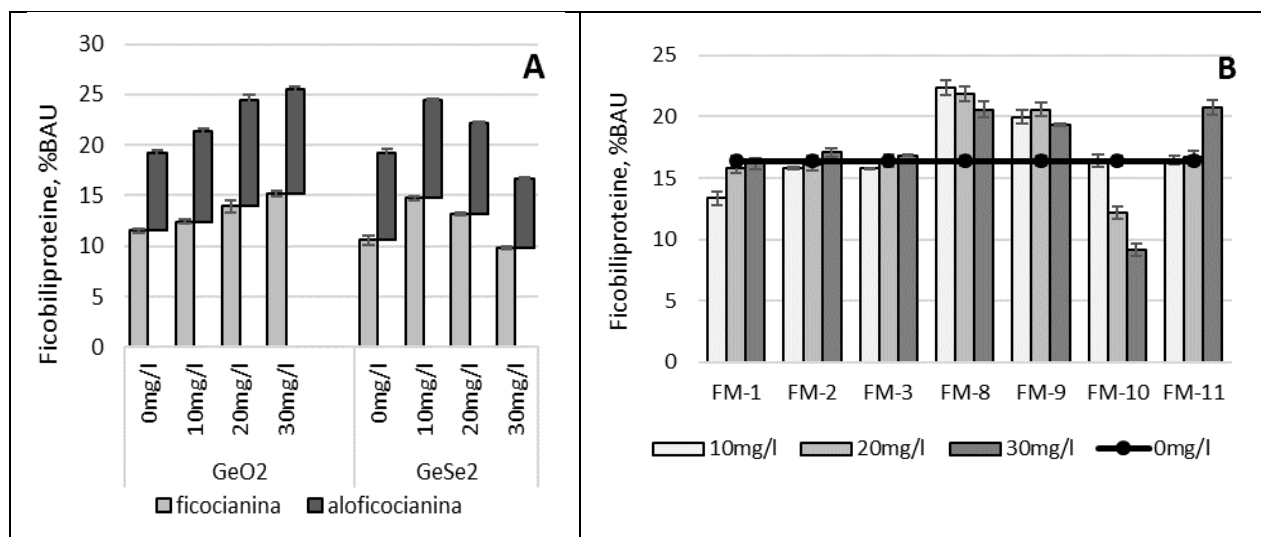 A
Ficobiliproteine, %BAU
30
25
20
15
10
5
0
0mg/l
10mg/l
20mg/l
30mg/l
0mg/l
10mg/l
20mg/l
30mg/l
GeO2 GeSe2
ficocianina aloficocianina
B
Ficobiliproteine, %BAU
25
20
15
10
5
0
FM-1 FM-2 FM-3 FM-8 FM-9 FM-10 FM-11
10mg/l 20mg/l 30mg/l 0mg/l